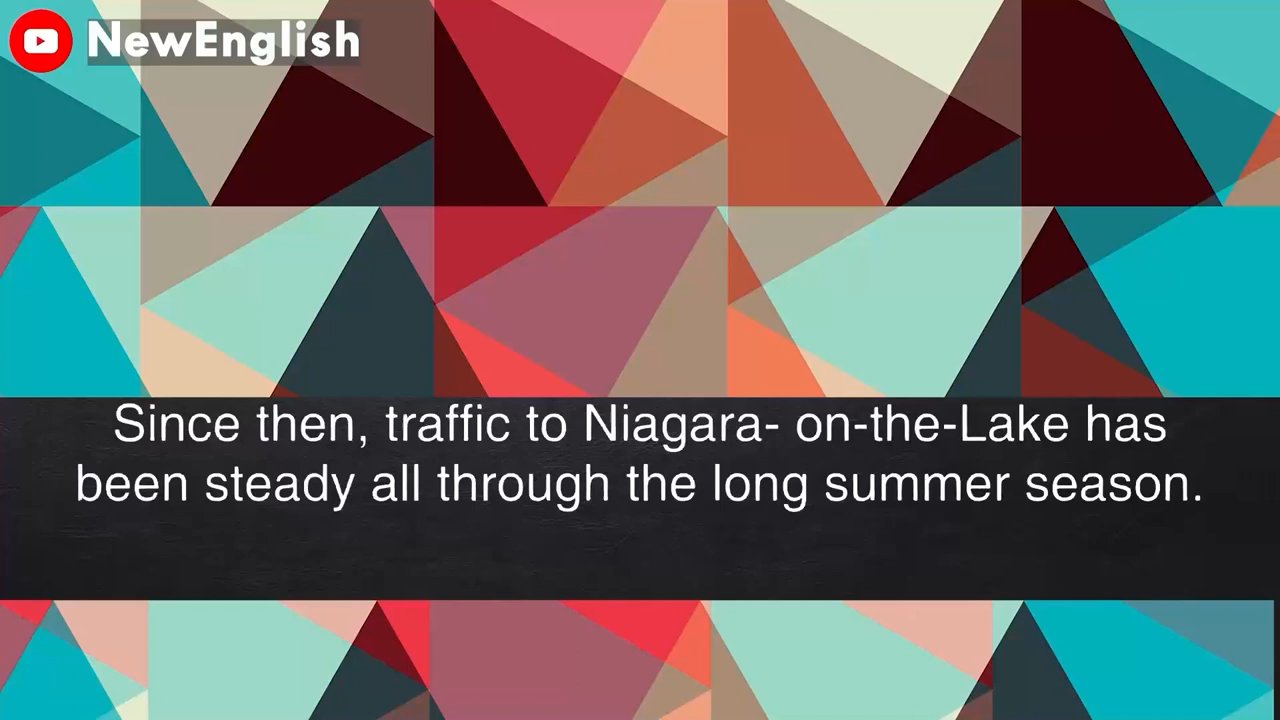 NewEnglish
Since then, traffic to Niagara- on-the-Lake has
been steady all through the long summer season.